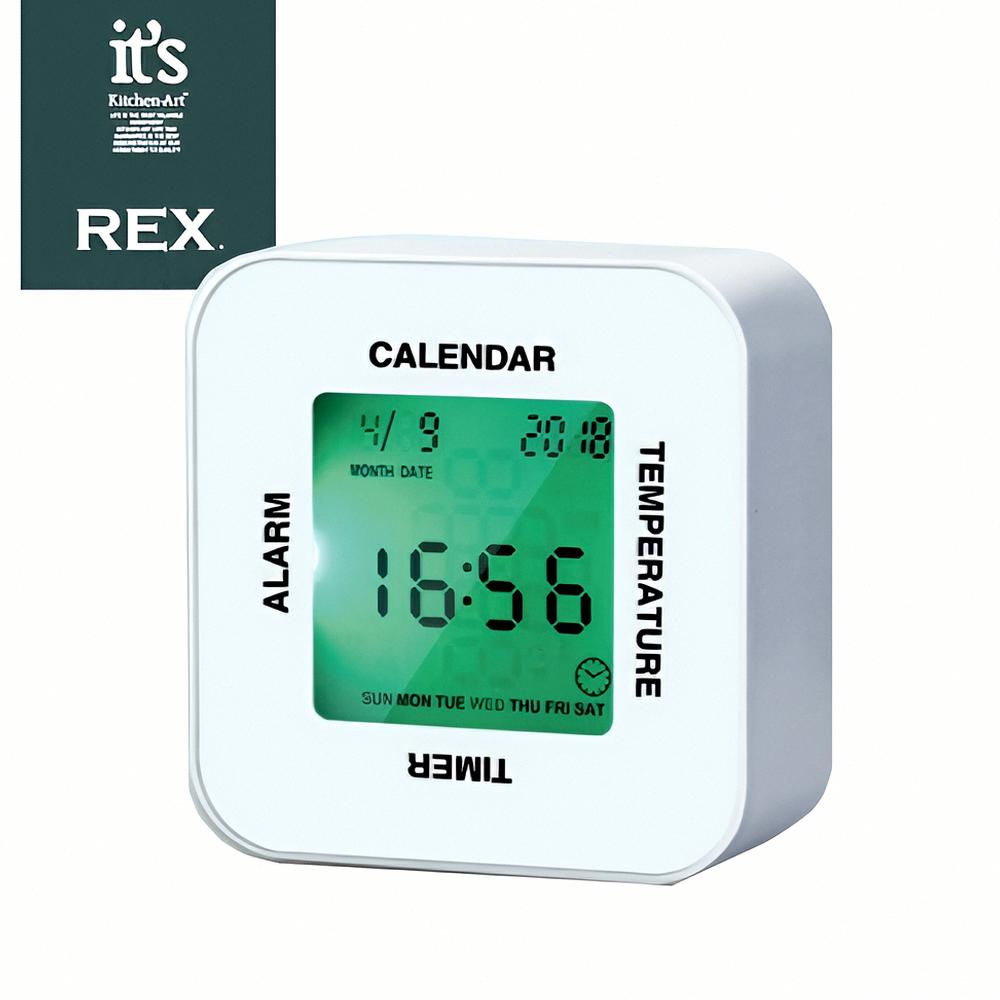 it's
Kitchen-Art™
REX.
CALENDAR
4/ 9 2018
MONTH DATE
ALARM
TEMPERATURE
16:56
SUN MON TUE WED THU FRI SAT
TIMER